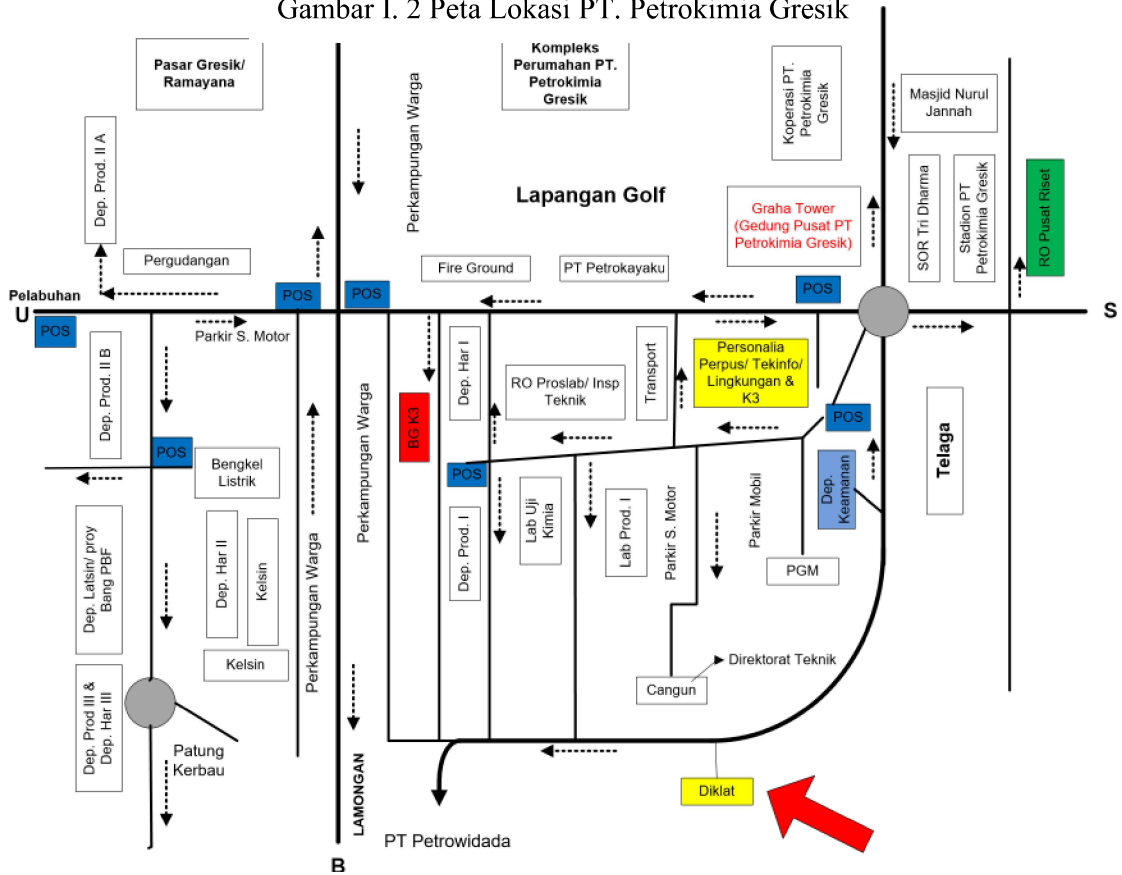 Gambar I. 2 Peta Lokasi PT. Petrokimia Gresik
Pasar Gresik/
Ramayana
Perkampungan Warga
Kompleks
Perumahan PT.
Petrokimia
Gresik
Koperasi PT.
Petrokimia
Gresik
Masjid Nurul
Jannah
Dep. Prod. II A
Lapangan Golf
Graha Tower
(Gedung Pusat PT
Petrokimia Gresik)
SOR Tri Dharma
Stadion PT
Petrokimia Gresik
RO Pusat Riset
Pergudangan
Fire Ground
PT Petrokayaku
Pelabuhan
POS
POS
POS
U
S
POS
Parkir S. Motor
Dep. Prod. II B
Dep. Har I
RO Proslab/ Insp
Teknik
Transport
Personalia
Perpus/ Tekinfo/
Lingkungan &
K3
BG K3
Perkampungan Warga
POS
Telaga
POS
Bengkel
Listrik
POS
Dep.
Keamanan
Dep. Latsin/ proy
Bang PBF
Dep. Har II
Kelsin
Perkampungan Warga
Dep. Prod. I
Lab Uji
Kimia
Lab Prod. I
Parkir S. Motor
Parkir Mobil
PGM
Kelsin
Direktorat Teknik
Cangun
Dep. Prod III &
Dep. Har III
Patung
Kerbau
LAMONGAN
Diklat
PT Petrowidada
B